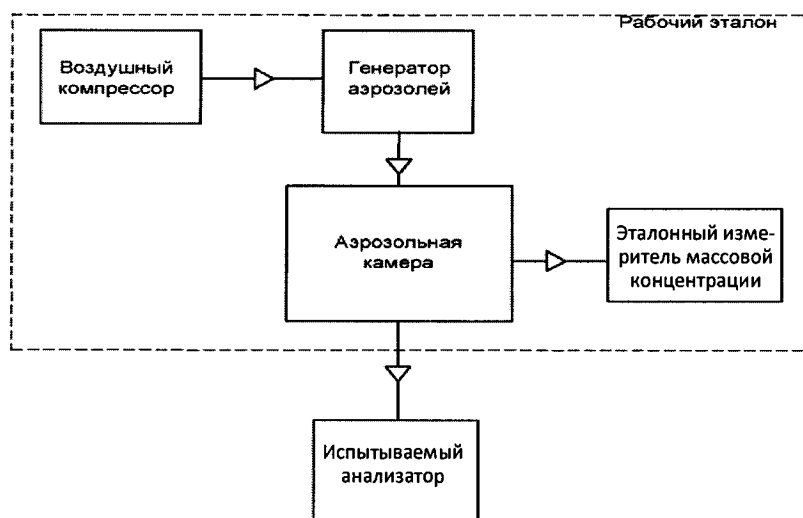 Рабочий эталон
Воздушный
компрессор
Генератор
аэрозолей
Аэрозольная
камера
Эталонный изме-
ритель массовой
концентрации
Испытываемый
анализатор